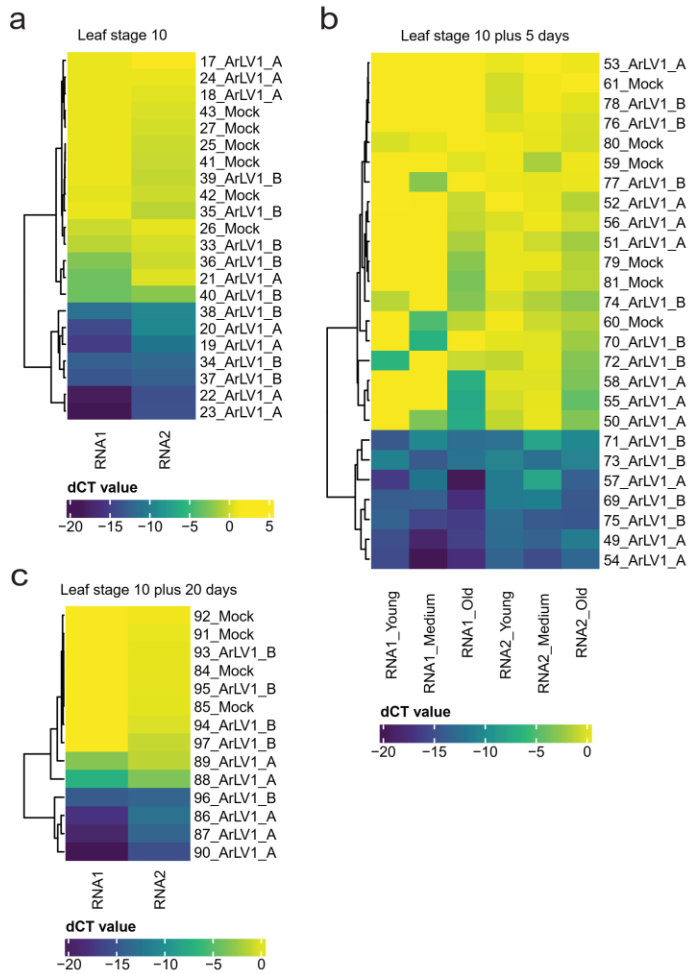 a
Leaf stage 10
17_ArLV1_A
24_ArLV1_A
18_ArLV1_A
43_Mock
27_Mock
25_Mock
41_Mock
39_ArLV1_B
42_Mock
35_ArLV1_B
26_Mock
33_ArLV1_B
36_ArLV1_B
21_ArLV1_A
40_ArLV1_B
38_ArLV1_B
20_ArLV1_A
19_ArLV1_A
34_ArLV1_B
37_ArLV1_B
22_ArLV1_A
23_ArLV1_A
RNA1
RNA2
dCT value
−20 −15 −10 −5 0 5
b
Leaf stage 10 plus 5 days
53_ArLV1_A
61_Mock
78_ArLV1_B
76_ArLV1_B
80_Mock
59_Mock
77_ArLV1_B
52_ArLV1_A
56_ArLV1_A
51_ArLV1_A
79_Mock
81_Mock
74_ArLV1_B
60_Mock
70_ArLV1_B
72_ArLV1_B
58_ArLV1_A
55_ArLV1_A
50_ArLV1_A
71_ArLV1_B
73_ArLV1_B
57_ArLV1_A
69_ArLV1_B
75_ArLV1_B
49_ArLV1_A
54_ArLV1_A
RNA1_Young
RNA1_Medium
RNA1_Old
RNA2_Young
RNA2_Medium
RNA2_Old
dCT value
−20 −15 −10 −5 0
c
Leaf stage 10 plus 20 days
92_Mock
91_Mock
93_ArLV1_B
84_Mock
95_ArLV1_B
85_Mock
94_ArLV1_B
97_ArLV1_B
89_ArLV1_A
88_ArLV1_A
96_ArLV1_B
86_ArLV1_A
87_ArLV1_A
90_ArLV1_A
RNA1
RNA2
dCT value
−20 −15 −10 −5 0